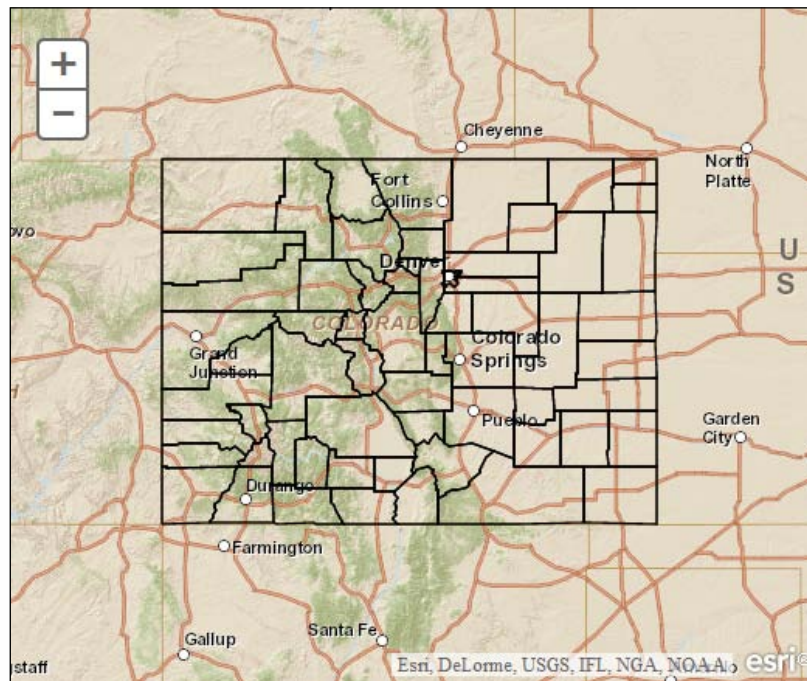 +
−
Cheyenne
North
Platte
Fort
Collins
ovo
U
S
Denver
COLORADO
Colorado
Springs
Grand
Junction
Pueblo
Garden
City
Durango
Farmington
Santa Fe
Gallup
gstaff
Esri, DeLorme, USGS, IFL, NGA, NOAA
esri